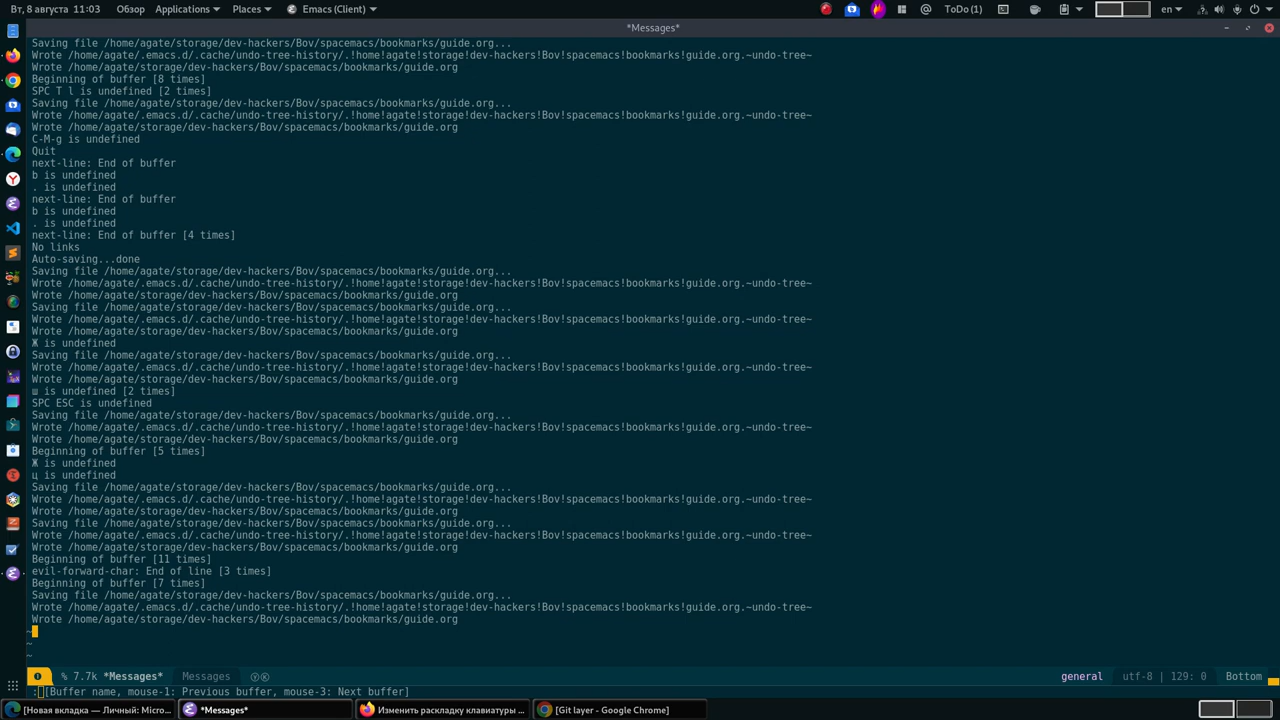 Вт, 8 августа 11:03 Обзор Applications Places Emacs (Client) @ ToDo (1) en
*Messages*
Saving file /home/agate/storage/dev-hackers/Bov/spacemacs/bookmarks/guide.org...
Wrote /home/agate/.emacs.d/.cache/undo-tree-history/.!home!agate!storage!dev-hackers!Bov!spacemacs!bookmarks!guide.org.~undo-tree~
Wrote /home/agate/storage/dev-hackers/Bov/spacemacs/bookmarks/guide.org
Beginning of buffer [8 times]
SPC T l is undefined [2 times]
Saving file /home/agate/storage/dev-hackers/Bov/spacemacs/bookmarks/guide.org...
Wrote /home/agate/.emacs.d/.cache/undo-tree-history/.!home!agate!storage!dev-hackers!Bov!spacemacs!bookmarks!guide.org.~undo-tree~
Wrote /home/agate/storage/dev-hackers/Bov/spacemacs/bookmarks/guide.org
C-M-g is undefined
Quit
next-line: End of buffer
b is undefined
. is undefined
next-line: End of buffer
b is undefined
. is undefined
next-line: End of buffer [4 times]
No links
Auto-saving...done
Saving file /home/agate/storage/dev-hackers/Bov/spacemacs/bookmarks/guide.org...
Wrote /home/agate/.emacs.d/.cache/undo-tree-history/.!home!agate!storage!dev-hackers!Bov!spacemacs!bookmarks!guide.org.~undo-tree~
Wrote /home/agate/storage/dev-hackers/Bov/spacemacs/bookmarks/guide.org
Saving file /home/agate/storage/dev-hackers/Bov/spacemacs/bookmarks/guide.org...
Wrote /home/agate/.emacs.d/.cache/undo-tree-history/.!home!agate!storage!dev-hackers!Bov!spacemacs!bookmarks!guide.org.~undo-tree~
Wrote /home/agate/storage/dev-hackers/Bov/spacemacs/bookmarks/guide.org
Ж is undefined
Saving file /home/agate/storage/dev-hackers/Bov/spacemacs/bookmarks/guide.org...
Wrote /home/agate/.emacs.d/.cache/undo-tree-history/.!home!agate!storage!dev-hackers!Bov!spacemacs!bookmarks!guide.org.~undo-tree~
Wrote /home/agate/storage/dev-hackers/Bov/spacemacs/bookmarks/guide.org
ш is undefined [2 times]
SPC ESC is undefined
Saving file /home/agate/storage/dev-hackers/Bov/spacemacs/bookmarks/guide.org...
Wrote /home/agate/.emacs.d/.cache/undo-tree-history/.!home!agate!storage!dev-hackers!Bov!spacemacs!bookmarks!guide.org.~undo-tree~
Wrote /home/agate/storage/dev-hackers/Bov/spacemacs/bookmarks/guide.org
Beginning of buffer [5 times]
Ж is undefined
ц is undefined
Saving file /home/agate/storage/dev-hackers/Bov/spacemacs/bookmarks/guide.org...
Wrote /home/agate/.emacs.d/.cache/undo-tree-history/.!home!agate!storage!dev-hackers!Bov!spacemacs!bookmarks!guide.org.~undo-tree~
Wrote /home/agate/storage/dev-hackers/Bov/spacemacs/bookmarks/guide.org
Saving file /home/agate/storage/dev-hackers/Bov/spacemacs/bookmarks/guide.org...
Wrote /home/agate/.emacs.d/.cache/undo-tree-history/.!home!agate!storage!dev-hackers!Bov!spacemacs!bookmarks!guide.org.~undo-tree~
Wrote /home/agate/storage/dev-hackers/Bov/spacemacs/bookmarks/guide.org
Beginning of buffer [11 times]
evil-forward-char: End of line [3 times]
Beginning of buffer [7 times]
Saving file /home/agate/storage/dev-hackers/Bov/spacemacs/bookmarks/guide.org...
Wrote /home/agate/.emacs.d/.cache/undo-tree-history/.!home!agate!storage!dev-hackers!Bov!spacemacs!bookmarks!guide.org.~undo-tree~
Wrote /home/agate/storage/dev-hackers/Bov/spacemacs/bookmarks/guide.org
~
~
~
% 7.7k *Messages* Messages ⓎⓀ general utf-8 | 129: 0 Bottom
:[Buffer name, mouse-1: Previous buffer, mouse-3: Next buffer]
[Новая вкладка — Личный: Micro... *Messages* Изменить раскладку клавиатуры ... [Git layer - Google Chrome]